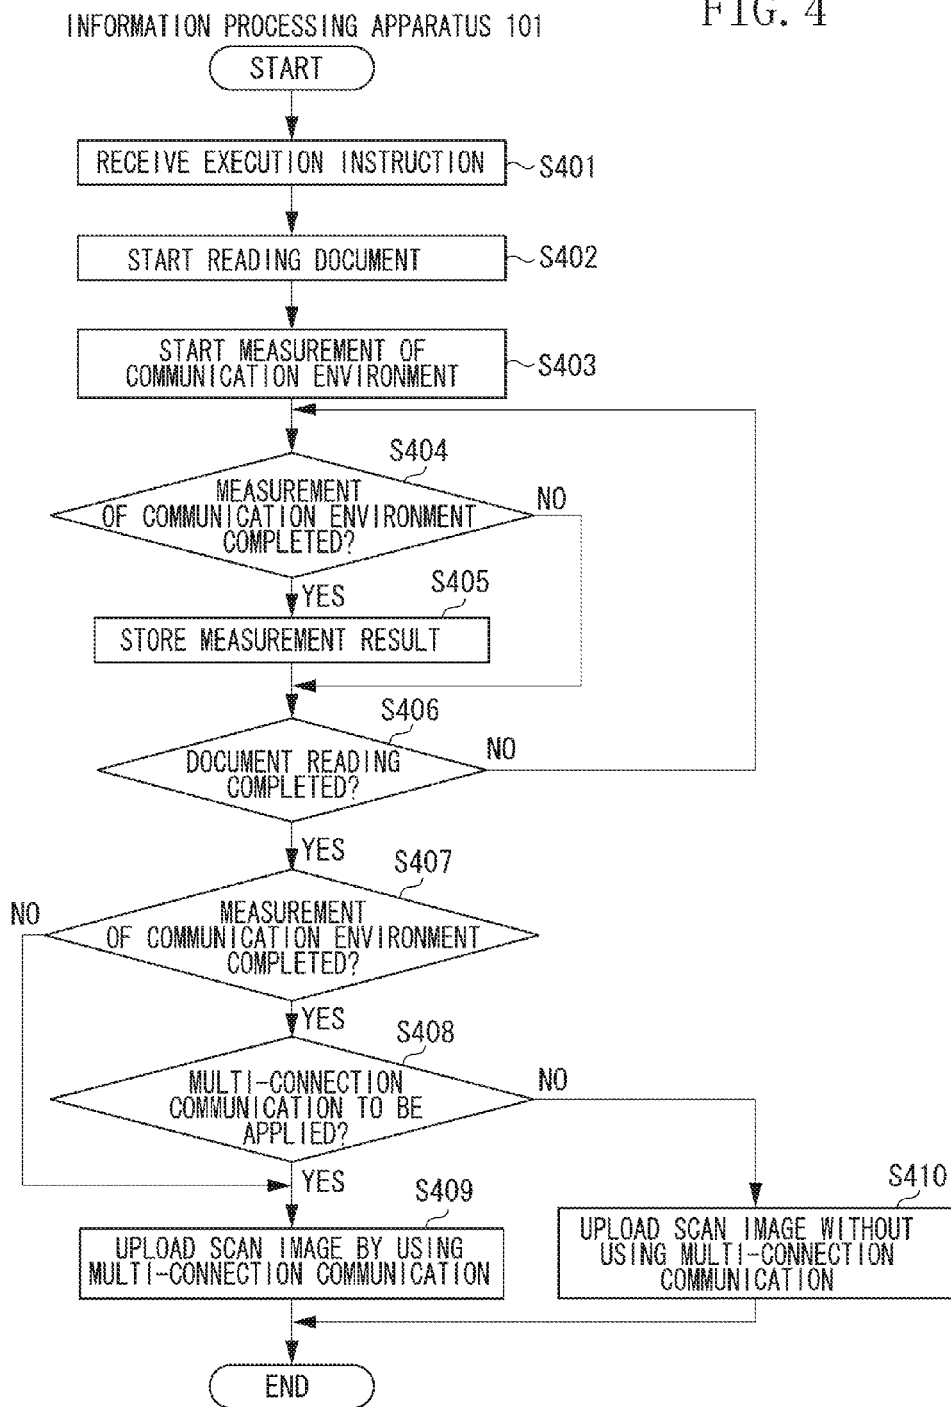 FIG. 4
INFORMATION PROCESSING APPARATUS 101
START
RECEIVE EXECUTION INSTRUCTION
S401
START READING DOCUMENT
S402
START MEASUREMENT OF
COMMUNICATION ENVIRONMENT
S403
S404
MEASUREMENT
OF COMMUNICATION ENVIRONMENT
COMPLETED?
NO
YES
S405
STORE MEASUREMENT RESULT
S406
DOCUMENT READING
COMPLETED?
NO
YES
S407
MEASUREMENT
OF COMMUNICATION ENVIRONMENT
COMPLETED?
NO
YES
S408
MULTI-CONNECTION
COMMUNICATION TO BE
APPLIED?
NO
YES
S409
UPLOAD SCAN IMAGE BY USING
MULTI-CONNECTION COMMUNICATION
S410
UPLOAD SCAN IMAGE WITHOUT
USING MULTI-CONNECTION
COMMUNICATION
END